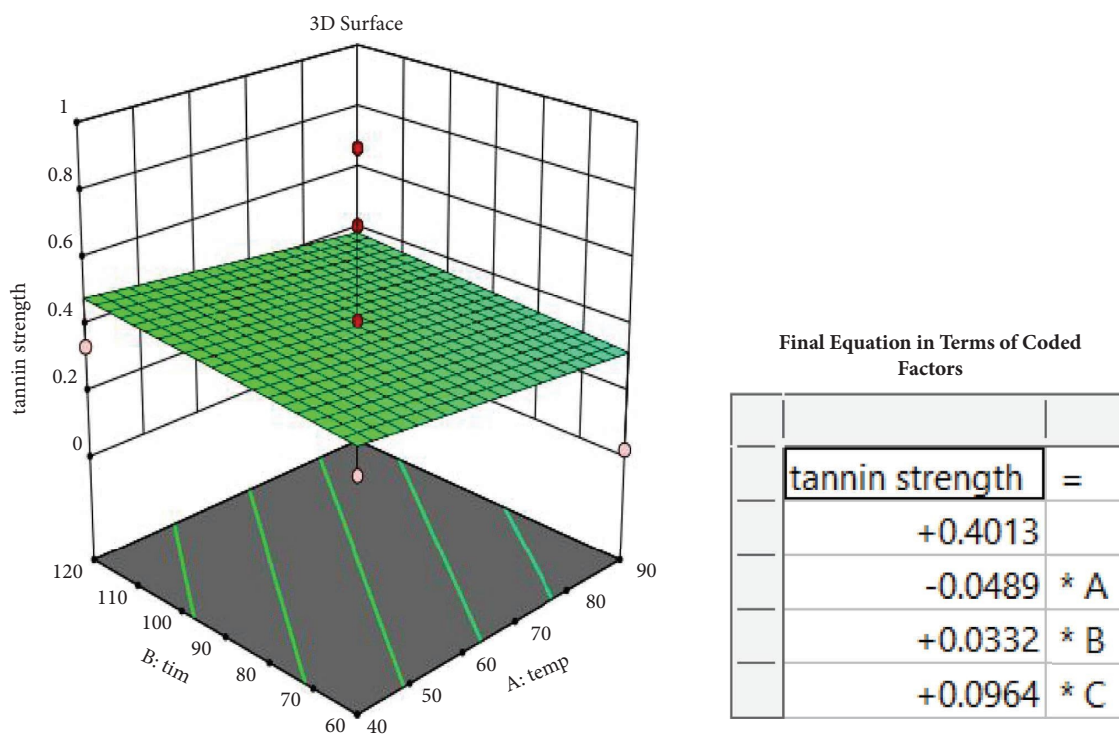 3D Surface
1
0.8
0.6
0.4
0.2
0
tannin strength
120
110
100
90
80
70
60
B: tim
40
50
60
70
80
90
A: temp
Final Equation in Terms of Coded
Factors
tannin strength =
+0.4013
-0.0489 * A
+0.0332 * B
+0.0964 * C